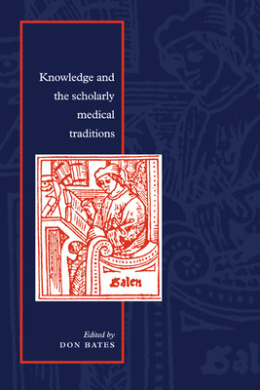 Knowledge and
the scholarly
medical
traditions
Galen
Edited by
DON BATES